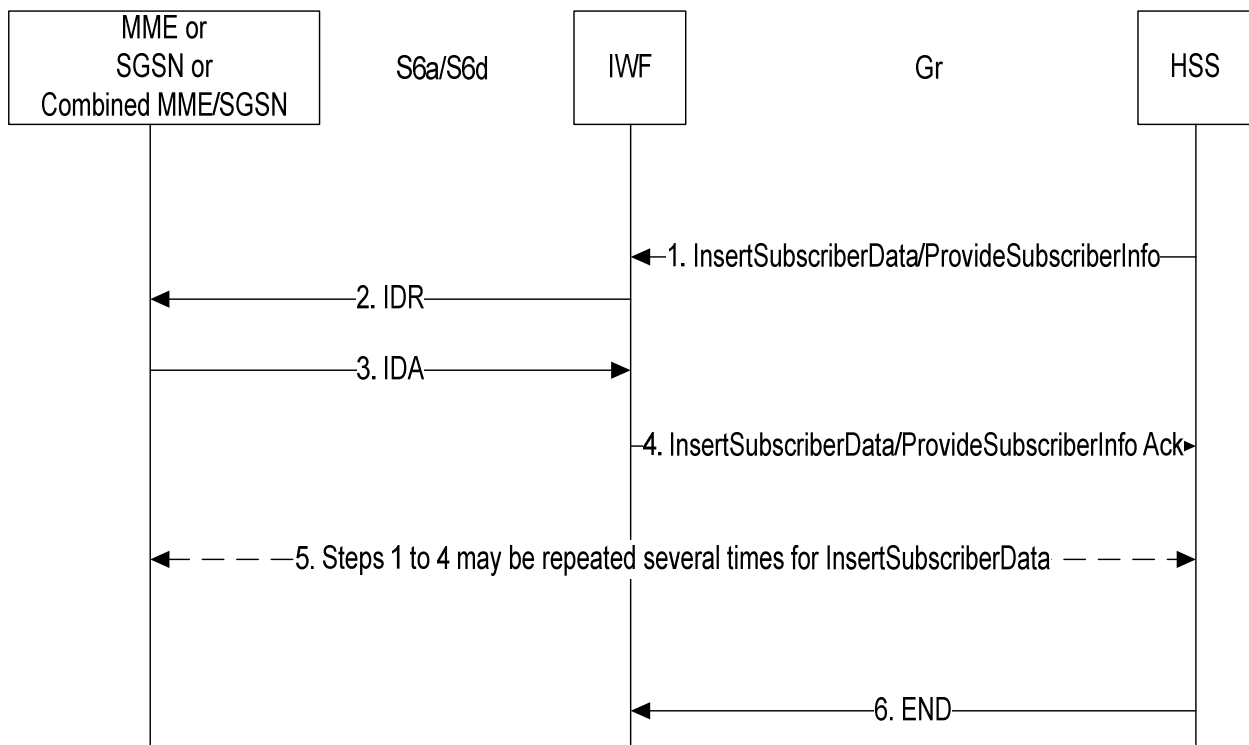 MME or
SGSN or
Combined MME/SGSN
S6a/S6d
IWF
Gr
HSS
1. InsertSubscriberData/ProvideSubscriberInfo
2. IDR
3. IDA
4. InsertSubscriberData/ProvideSubscriberInfo Ack
5. Steps 1 to 4 may be repeated several times for InsertSubscriberData
6. END